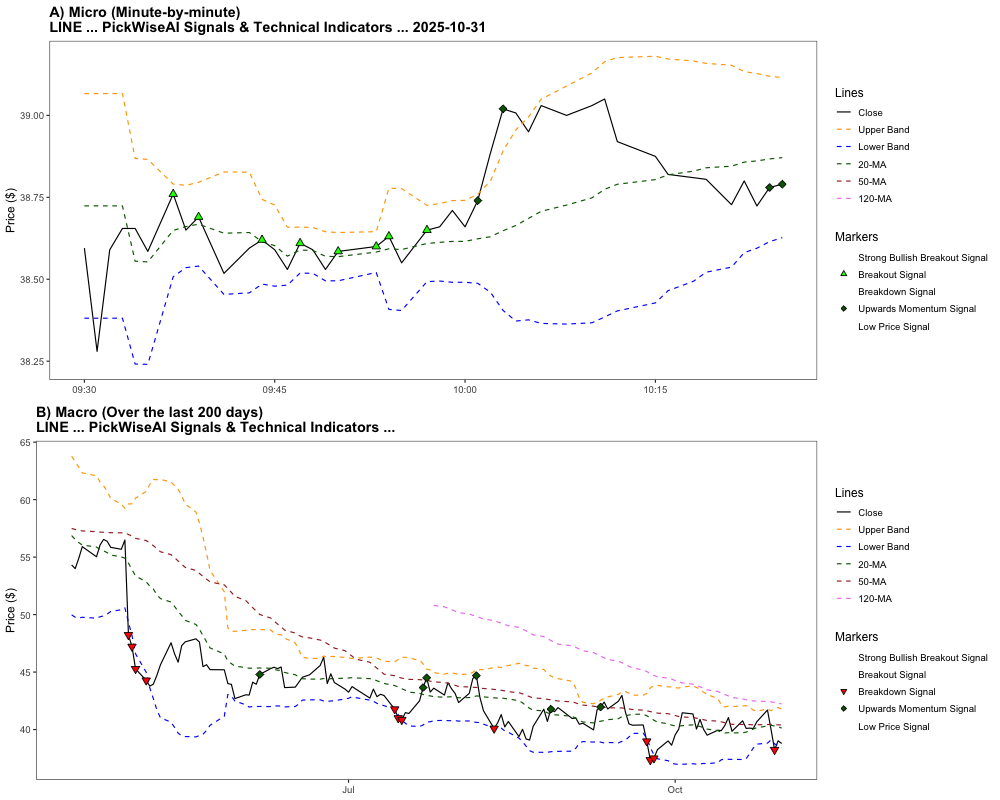 A) Micro (Minute-by-minute)
LINE ... PickWiseAI Signals & Technical Indicators ... 2025-10-31
Price ($)
39.00
38.75
38.50
38.25
09:30
09:45
10:00
10:15
Lines
Close
Upper Band
Lower Band
20-MA
50-MA
120-MA
Markers
Strong Bullish Breakout Signal
Breakout Signal
Breakdown Signal
Upwards Momentum Signal
Low Price Signal
B) Macro (Over the last 200 days)
LINE ... PickWiseAI Signals & Technical Indicators ...
Price ($)
65
60
55
50
45
40
Jul
Oct
Lines
Close
Upper Band
Lower Band
20-MA
50-MA
120-MA
Markers
Strong Bullish Breakout Signal
Breakout Signal
Breakdown Signal
Upwards Momentum Signal
Low Price Signal